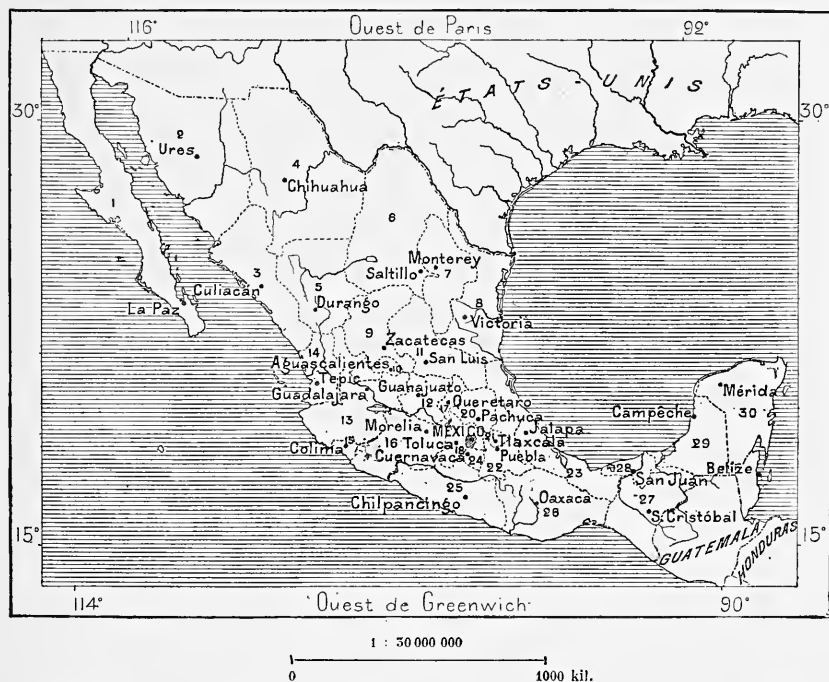 116° Ouest de Paris 92°
ÉTATS-UNIS
30° 30°
2
Ures
4
Chihuahua
1
6
Monterey
Saltillo 7
3
Culiacan
5
Durango
La Paz
8
Victoria
9
Zacatecas
14
11
San Luis
Aguascalientes
10
Tepic
Guanajuato
Guadalajara
12
17
Querétaro
20
Pachuca
Mérida
30
13
Morelia
MEXICO
Jalapa
Campêche
29
15
Colima
16
Toluca
Tlaxcala
Cuernavaca
18
24
Puebla
22
23
28
San Juan
Belize
25
Chilpancingo
Oaxaca
26
27
S. Cristóbal
15° 15°
GUATEMALA
HONDURAS
114° Ouest de Greenwich 90°
1 : 30 000 000
0 1000 kil.